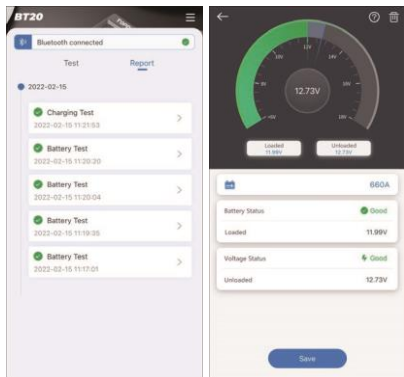 BT20
Bluetooth connected
Test
Report
2022-02-15
Charging Test
2022-02-15 11:21:53
Battery Test
2022-02-15 11:20:20
Battery Test
2022-02-15 11:20:04
Battery Test
2022-02-15 11:19:35
Battery Test
2022-02-15 11:17:01
12.73V
Loaded
11.99V
Unloaded
12.73V
660A
Battery Status
Good
Loaded
11.99V
Voltage Status
Good
Unloaded
12.73V
Save